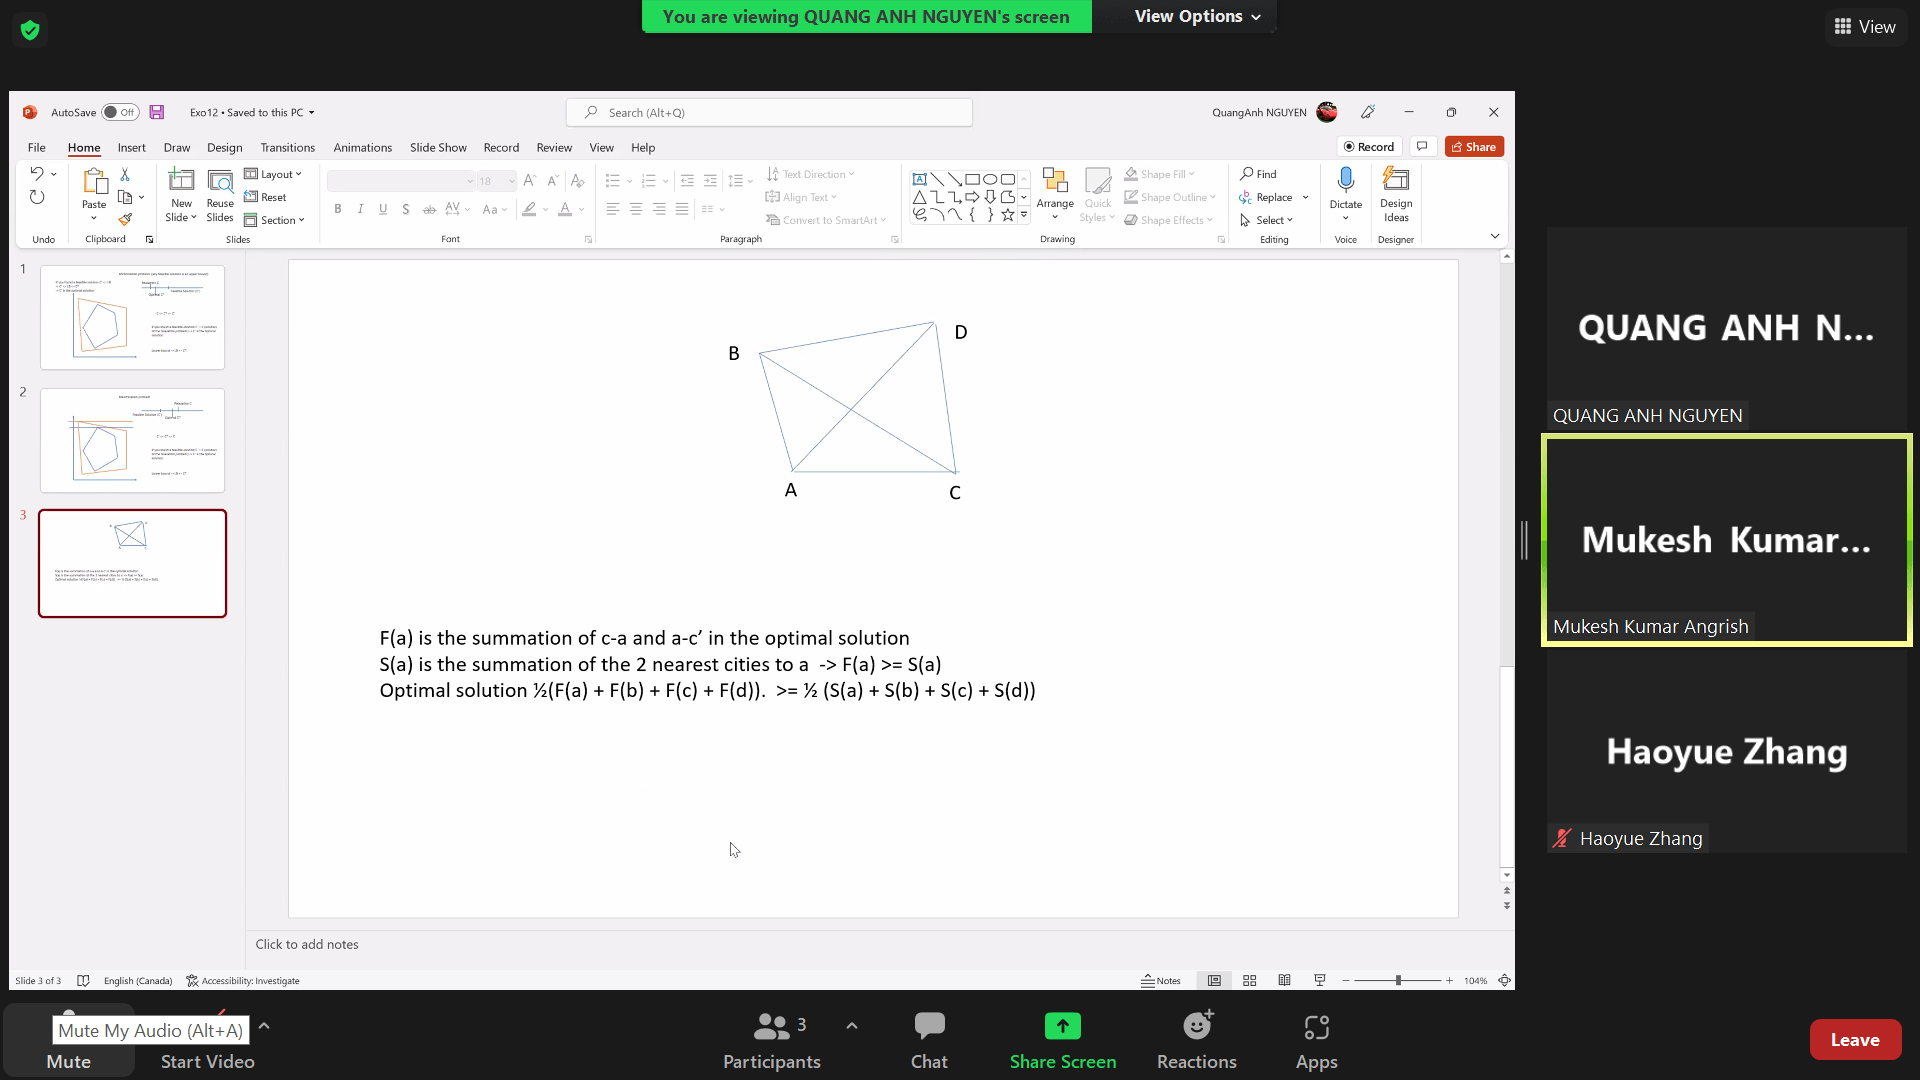 You are viewing QUANG ANH NGUYEN's screen
View Options
View
AutoSave
Off
Exo12 • Saved to this PC
Search (Alt+Q)
QuangAnh NGUYEN
File
Home
Insert
Draw
Design
Transitions
Animations
Slide Show
Record
Review
View
Help
Record
Share
Undo
Paste
Clipboard
New
Slide
Reuse
Slides
Layout
Reset
Section
Slides
18
Font
Text Direction
Align Text
Convert to SmartArt
Paragraph
Arrange
Quick
Styles
Shape Fill
Shape Outline
Shape Effects
Drawing
Find
Replace
Select
Editing
Dictate
Voice
Design
Ideas
Designer
1
2
3
B
D
A
C
F(a) is the summation of c-a and a-c’ in the optimal solution
S(a) is the summation of the 2 nearest cities to a -> F(a) >= S(a)
Optimal solution ½(F(a) + F(b) + F(c) + F(d)). >= ½ (S(a) + S(b) + S(c) + S(d))
Click to add notes
Slide 3 of 3
English (Canada)
Accessibility: Investigate
Notes
104%
QUANG ANH N...
QUANG ANH NGUYEN
Mukesh Kumar...
Mukesh Kumar Angrish
Haoyue Zhang
Haoyue Zhang
Mute My Audio (Alt+A)
Mute
Start Video
Participants
3
Chat
Share Screen
Reactions
Apps
Leave